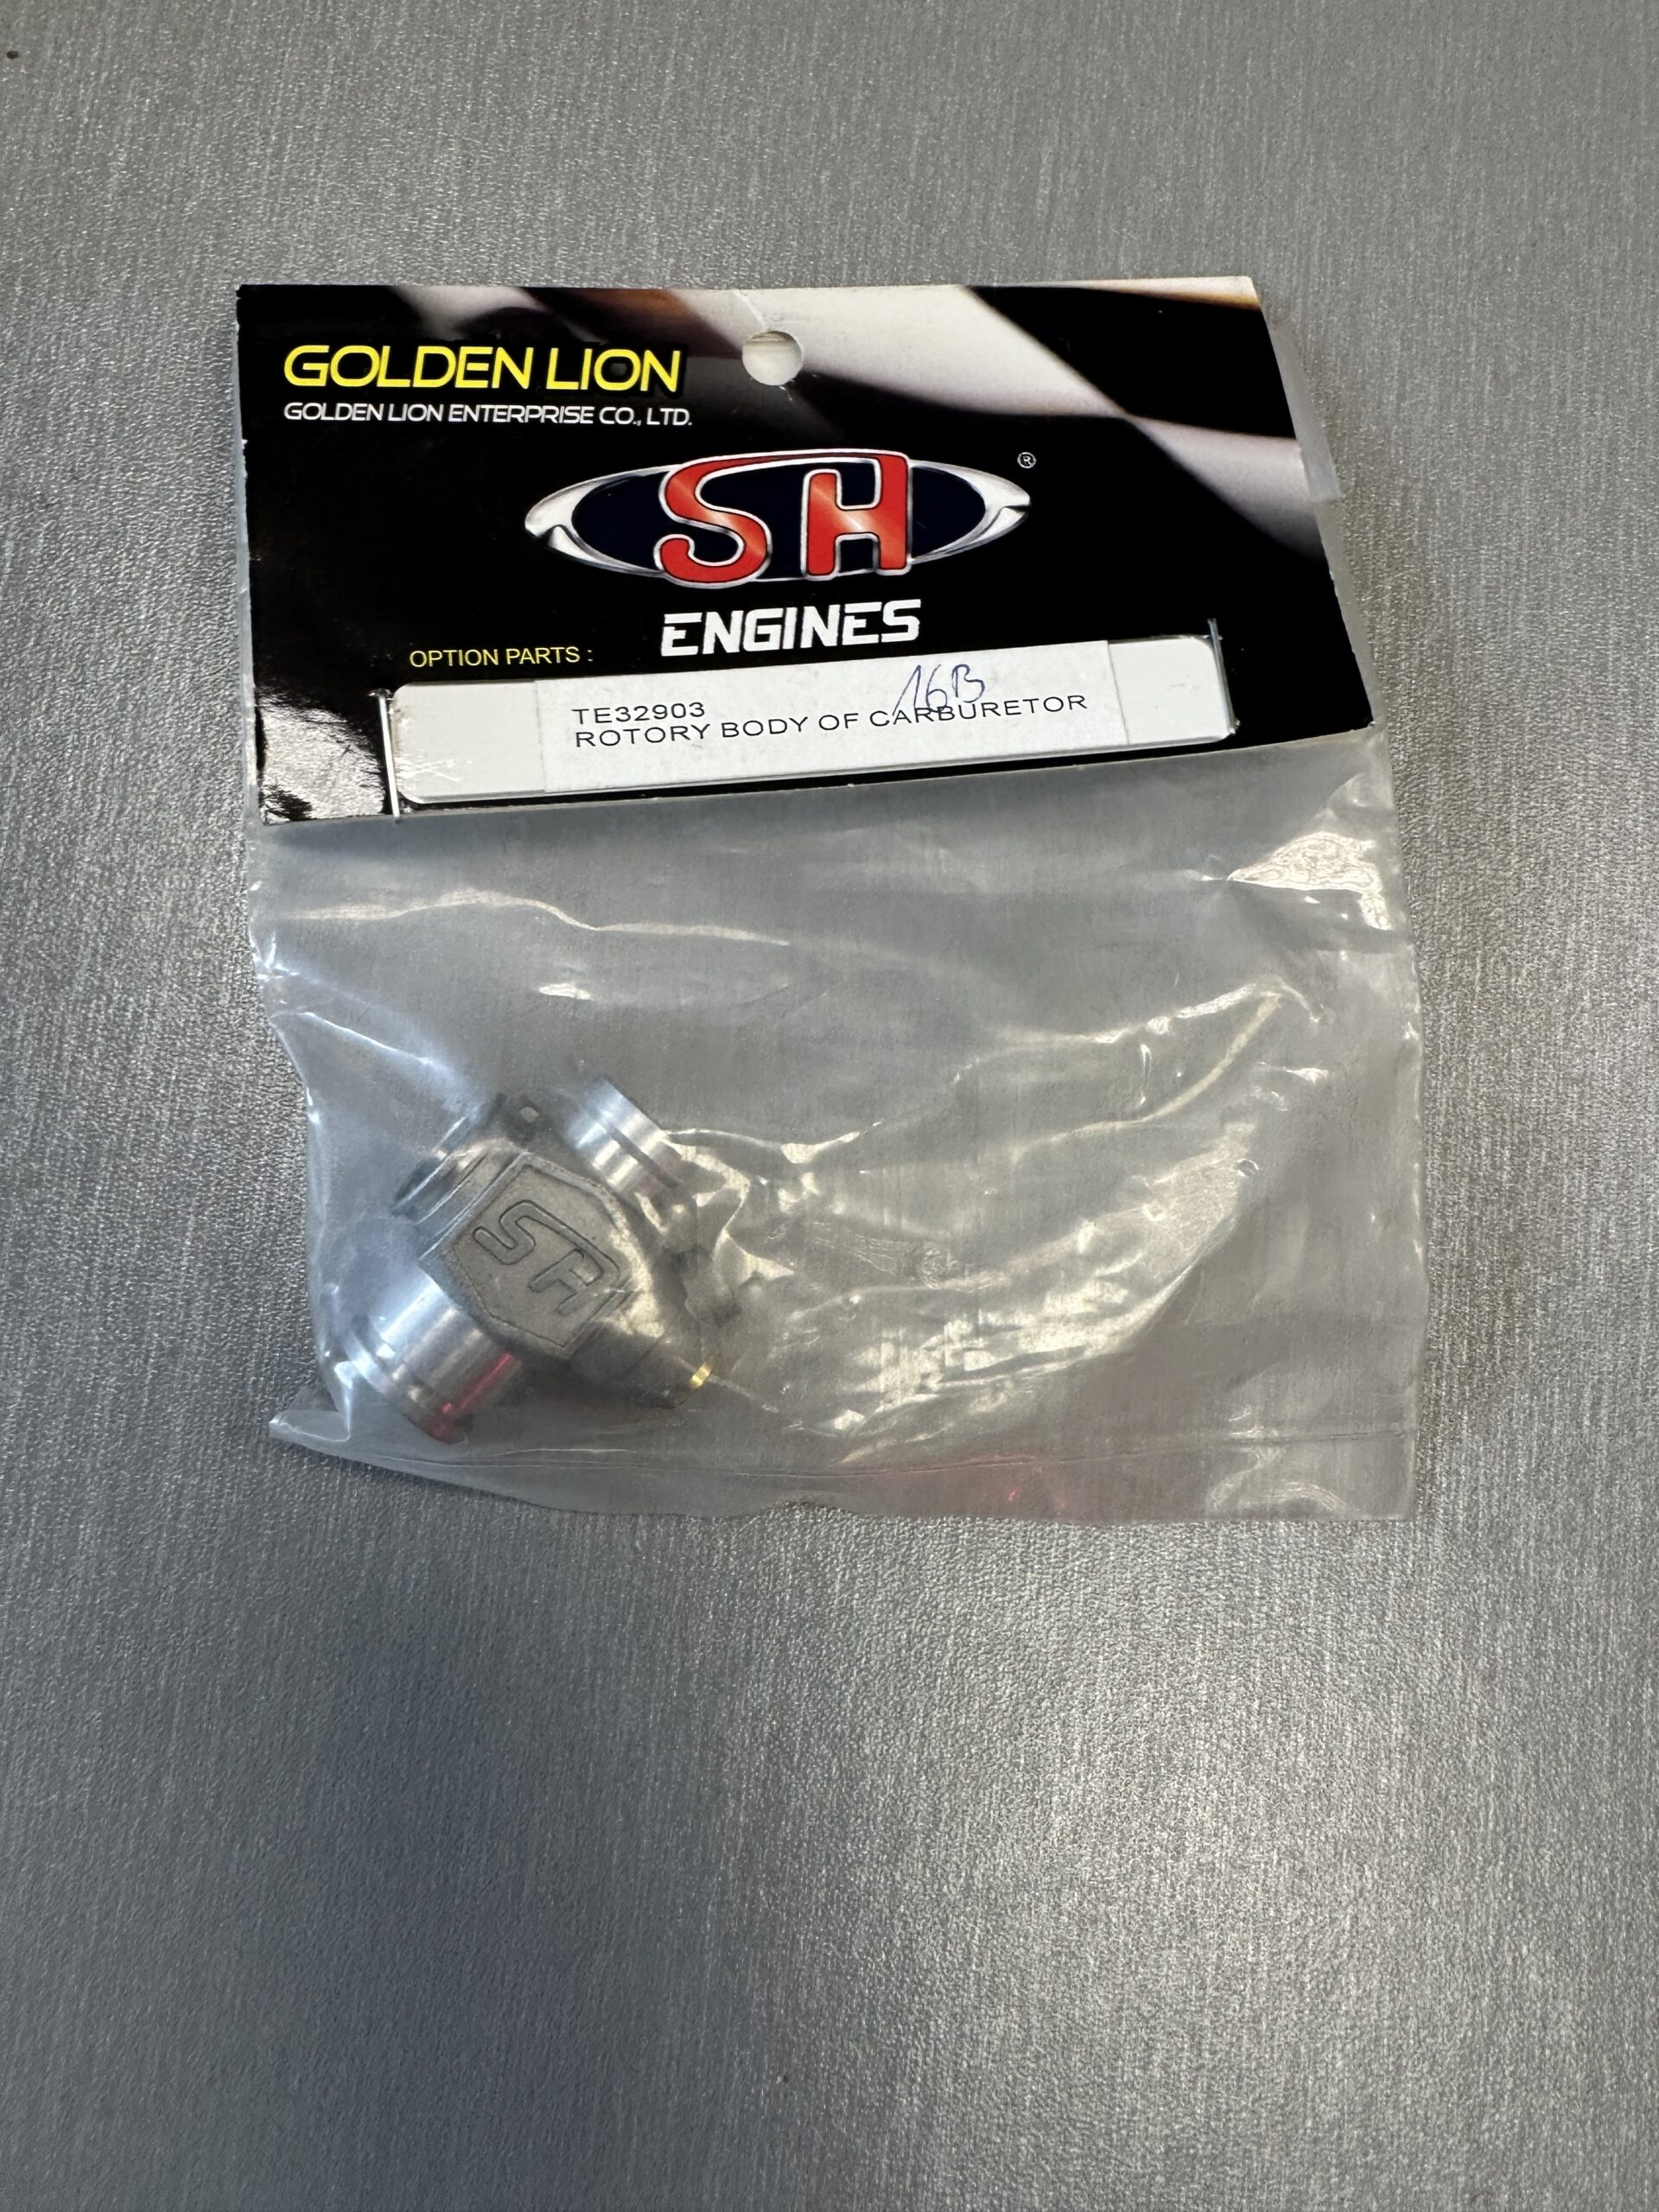 GOLDEN LION
GOLDEN LION ENTERPRISE CO., LTD.
SH ®
ENGINES
OPTION PARTS :
16B
TE32903
ROTORY BODY OF CARBURETOR
SH